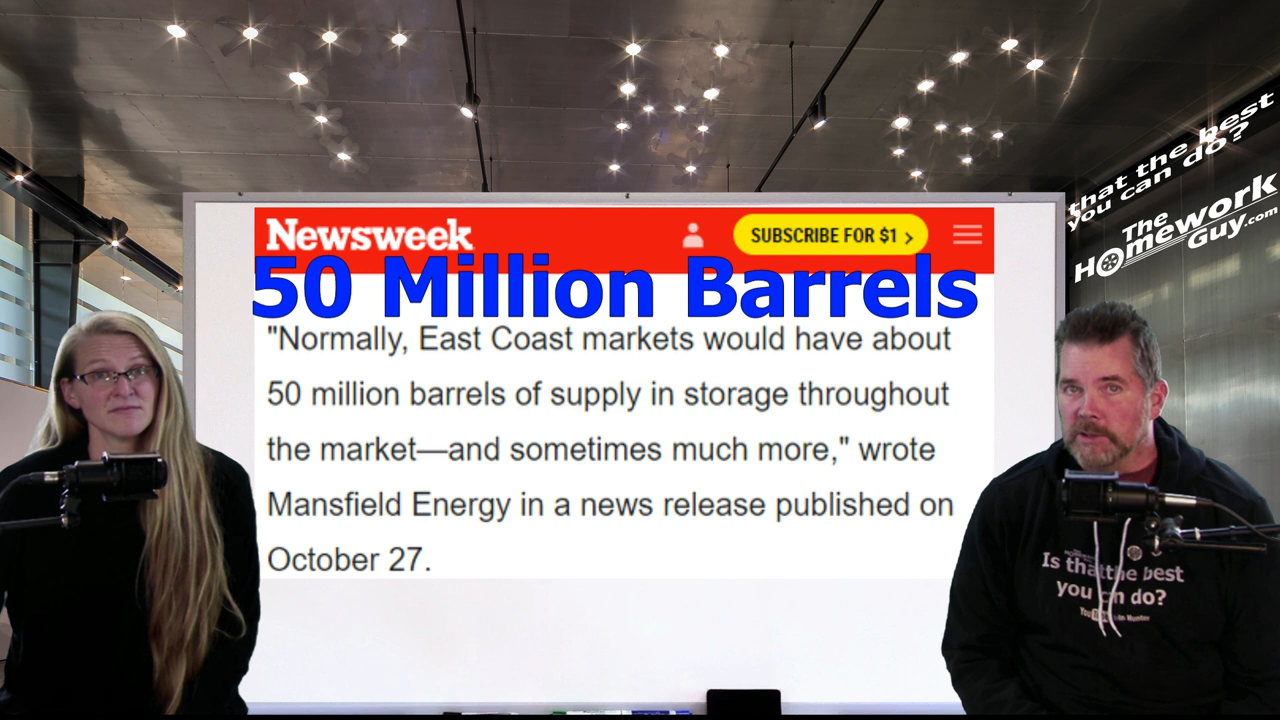 that the best
you can do?
The
Homework
Guy.com
Newsweek
SUBSCRIBE FOR $1 >
50 Million Barrels
"Normally, East Coast markets would have about
50 million barrels of supply in storage throughout
the market—and sometimes much more," wrote
Mansfield Energy in a news release published on
October 27.
Is that the best
you can do?